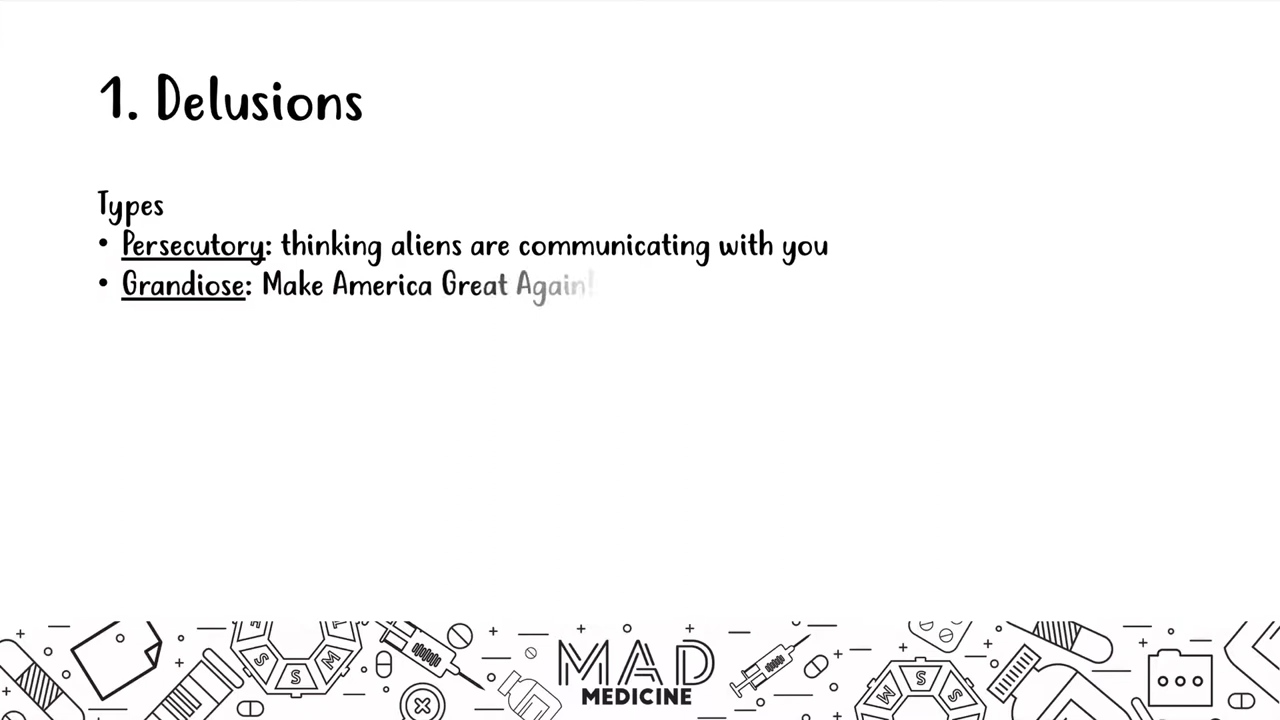 1. Delusions
Types
• Persecutory: thinking aliens are communicating with you
• Grandiose: Make America Great Again!
S
M
S
MAD
MEDICINE
M
S
S